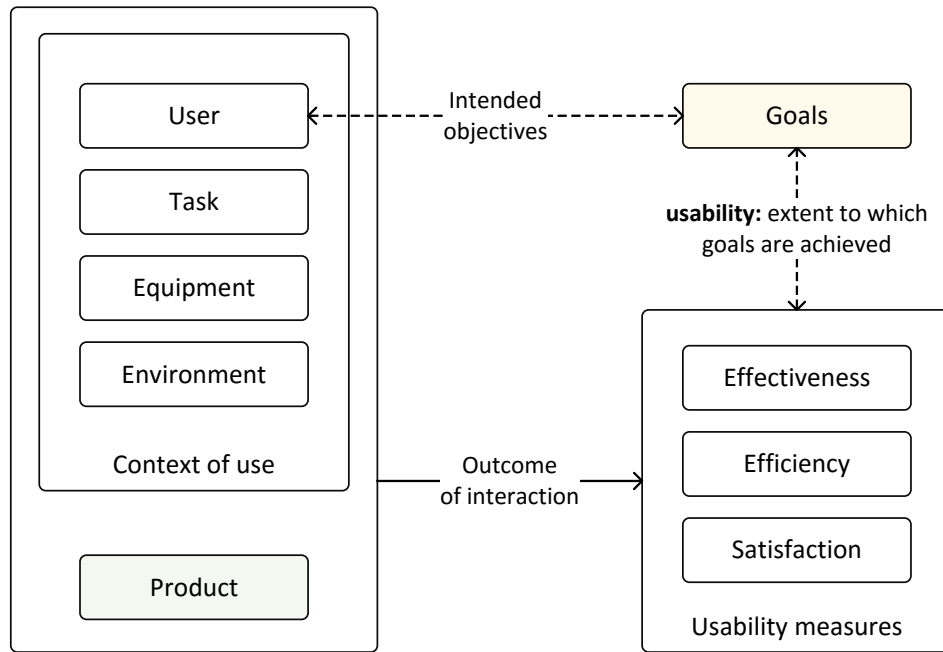 User
Task
Equipment
Environment
Context of use
Product
Intended
objectives
Outcome
of interaction
Goals
usability: extent to which
goals are achieved
Effectiveness
Efficiency
Satisfaction
Usability measures